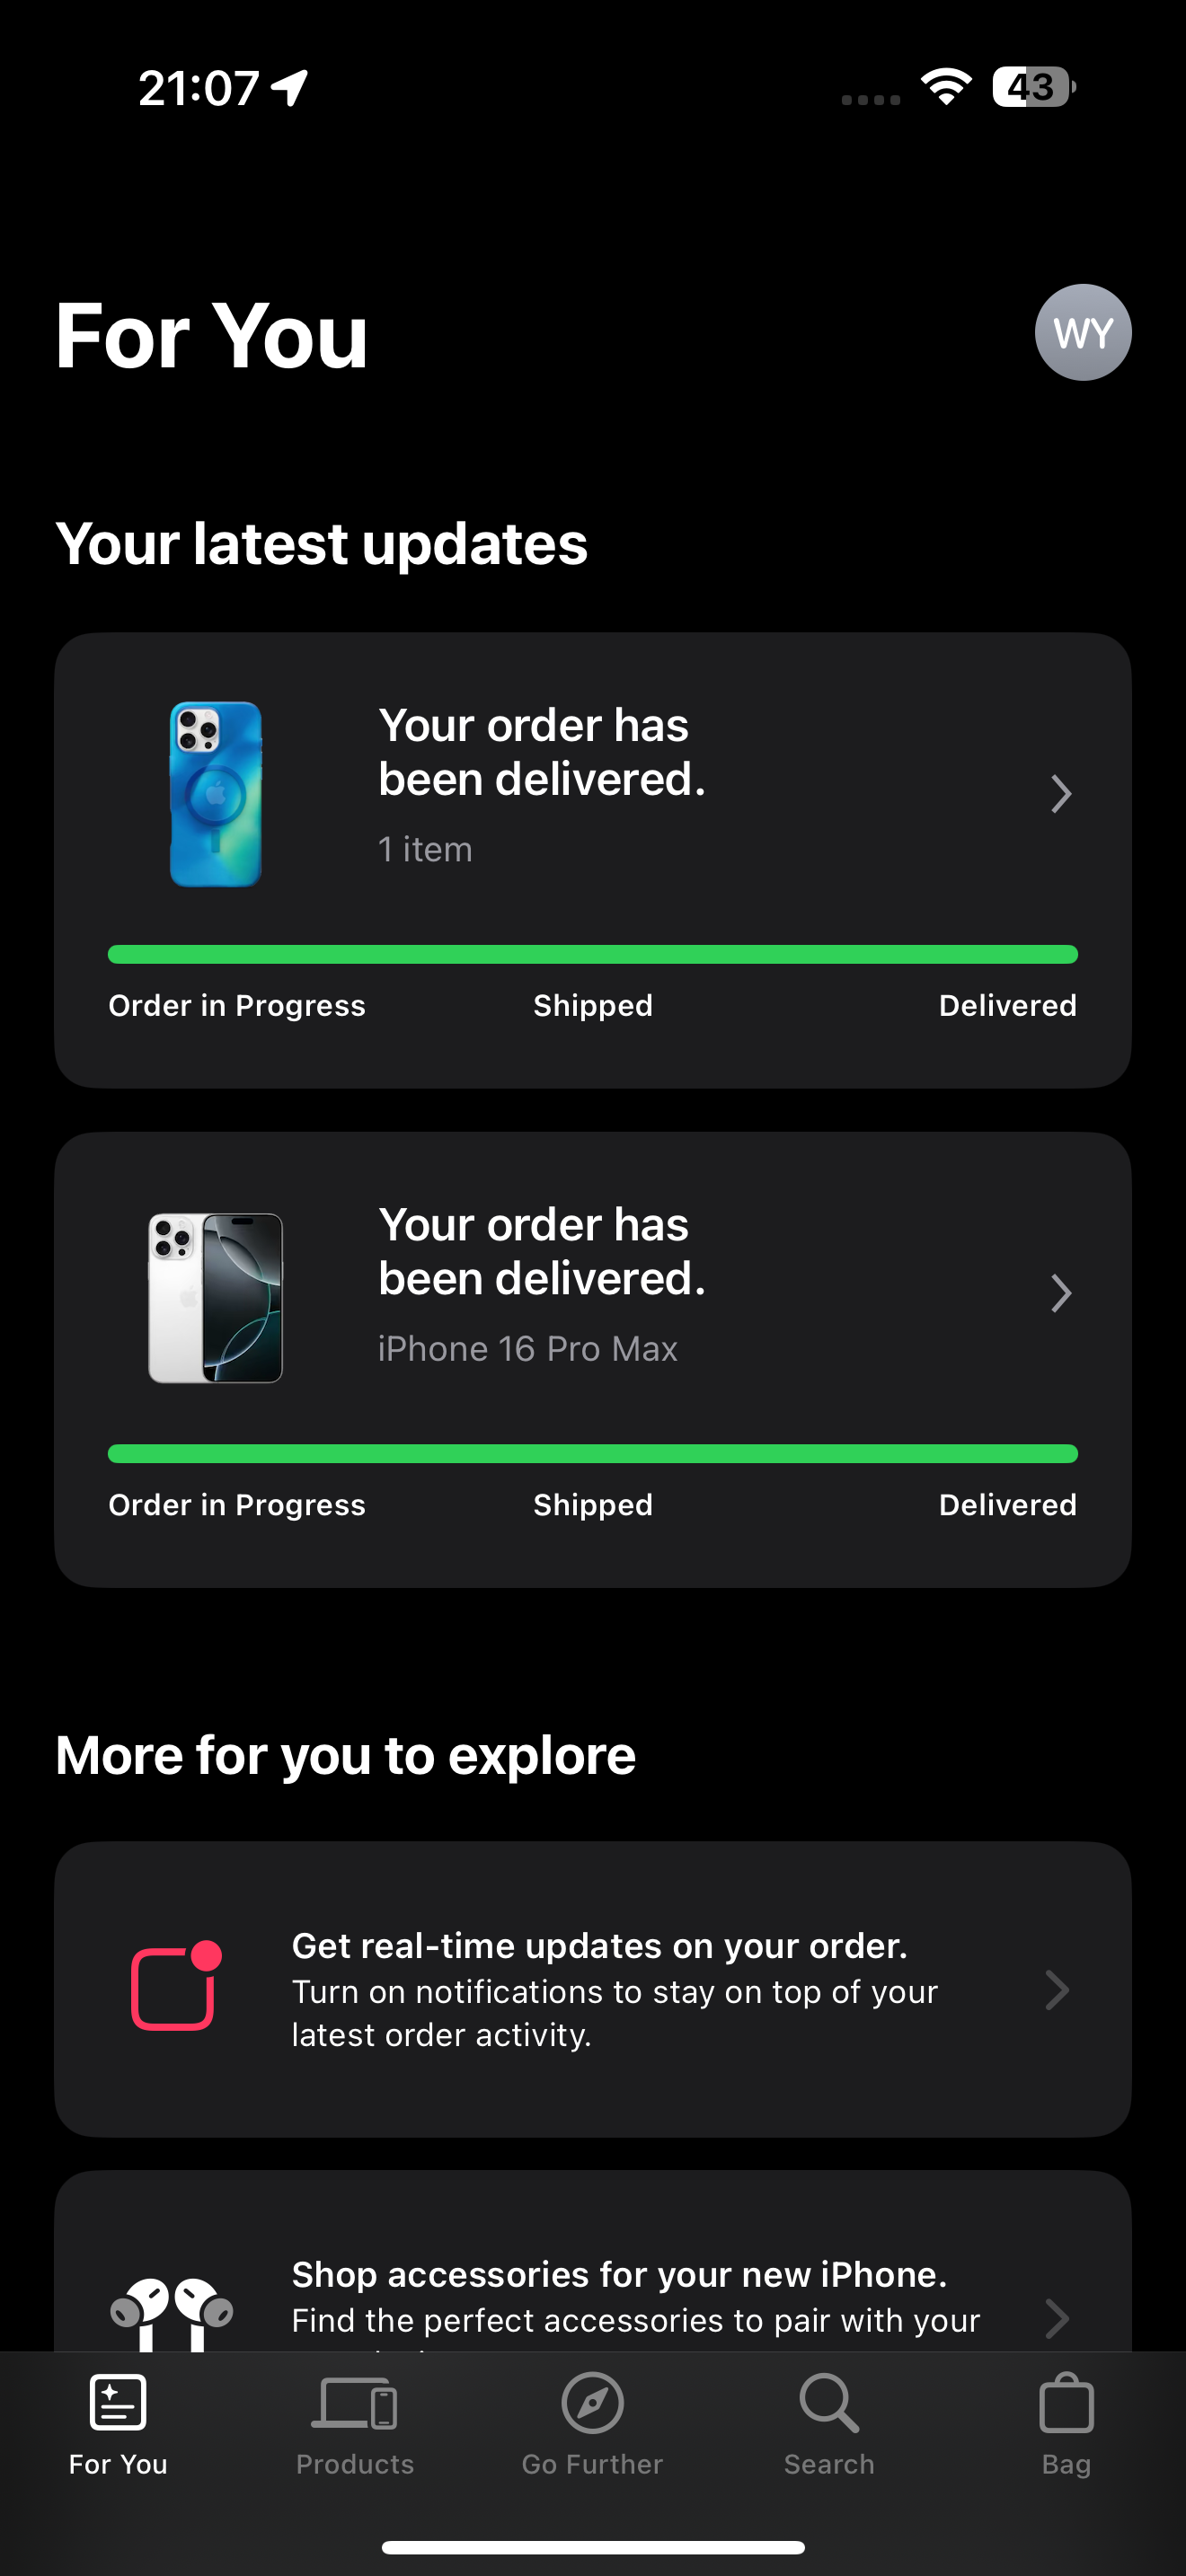 21:07
43
For You
WY
Your latest updates
Your order has
been delivered.
1 item
Order in Progress
Shipped
Delivered
Your order has
been delivered.
iPhone 16 Pro Max
Order in Progress
Shipped
Delivered
More for you to explore
Get real-time updates on your order.
Turn on notifications to stay on top of your
latest order activity.
Shop accessories for your new iPhone.
Find the perfect accessories to pair with your
For You
Products
Go Further
Search
Bag